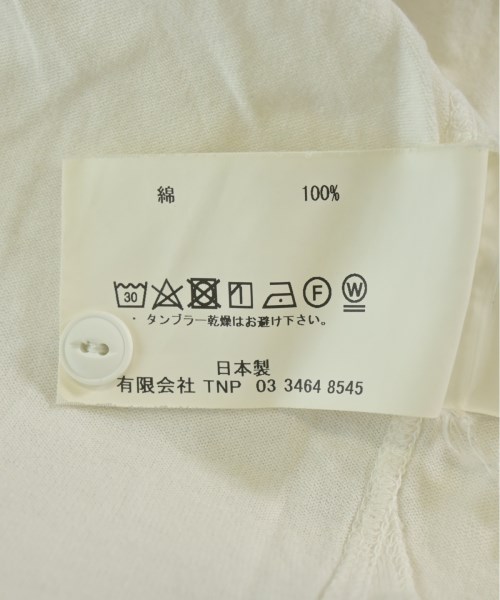 綿 100%
30 F W
・タンブラー乾燥はお避け下さい。
日本製
有限会社 TNP 03 3464 8545